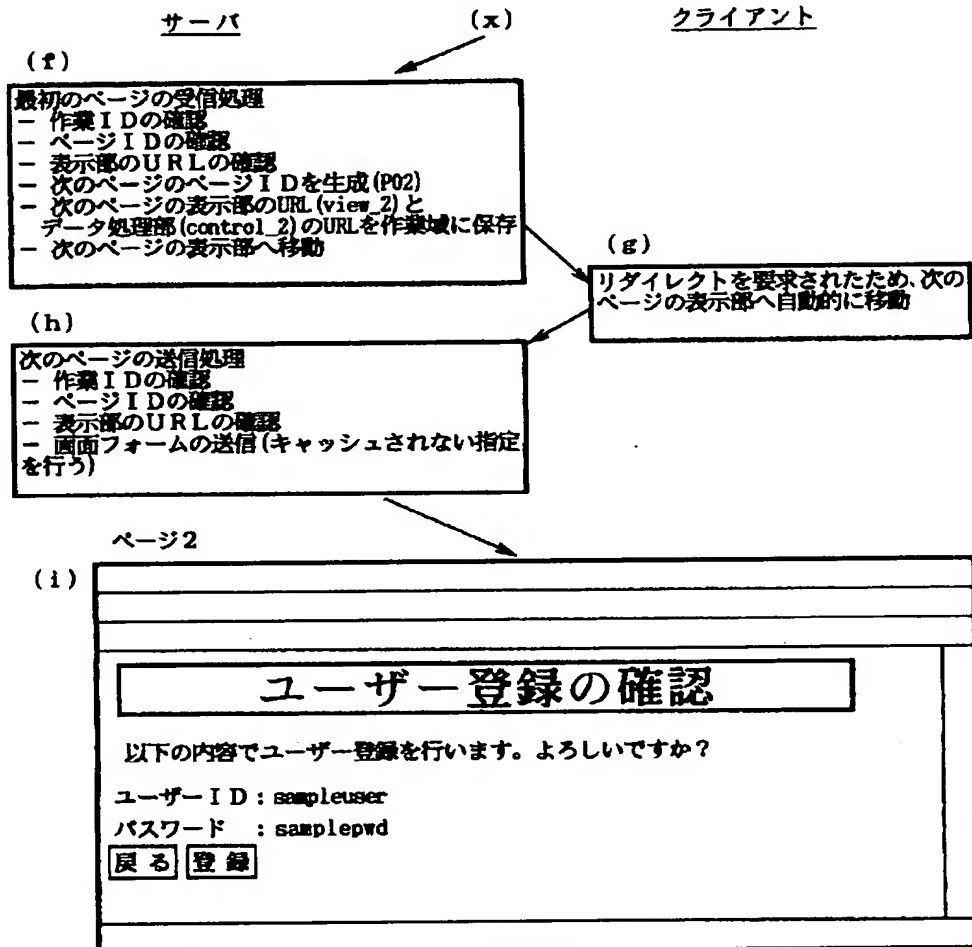 サーバ (x) クライアント
(f)
最初のページの受信処理
― 作業IDの確認
― ページIDの確認
― 表示部のURLの確認
― 次のページのページIDを生成(P02)
― 次のページの表示部のURL(view_2)と
データ処理部(control_2)のURLを作業域に保存
― 次のページの表示部へ移動
(g)
リダイレクトを要求されたため、次の
ページの表示部へ自動的に移動
(h)
次のページの送信処理
― 作業IDの確認
― ページIDの確認
― 表示部のURLの確認
― 画面フォームの送信(キャッシュされない指定
を行う)
ページ2
(i)
ユーザー登録の確認
以下の内容でユーザー登録を行います。よろしいですか?
ユーザーID:sampleuser
パスワード :samplepwd
戻る 登録